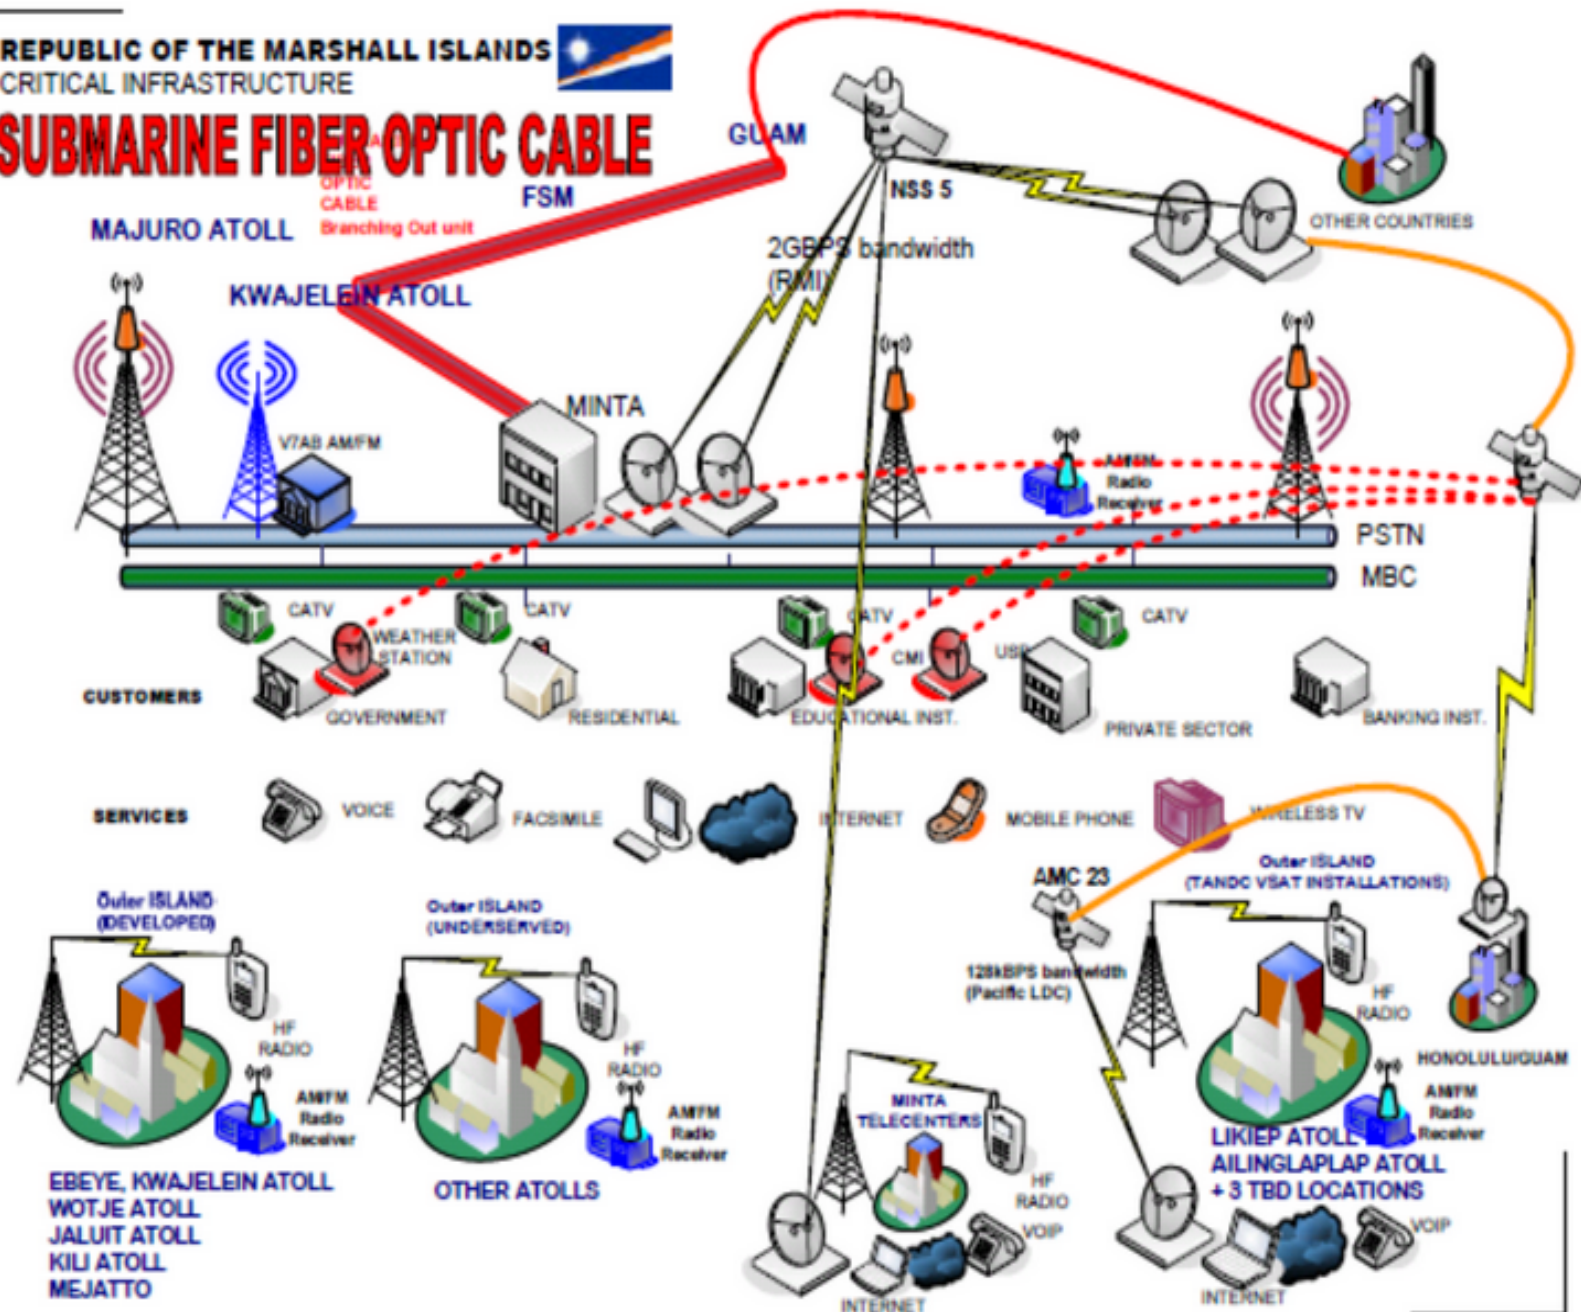 REPUBLIC OF THE MARSHALL ISLANDS
CRITICAL INFRASTRUCTURE
SUBMARINE FIBER OPTIC CABLE
OPTIC
CABLE
Branching Out unit
GUAM
FSM
MAJURO ATOLL
KWAJELEIN ATOLL
NSS 5
2GBPS bandwidth
(RMI)
OTHER COUNTRIES
MINTA
V7AB AM/FM
AM/FM
Radio
Receiver
PSTN
MBC
CATV
CATV
CATV
CATV
WEATHER
STATION
CMI
USP
CUSTOMERS
GOVERNMENT
RESIDENTIAL
EDUCATIONAL INST.
PRIVATE SECTOR
BANKING INST.
SERVICES
VOICE
FACSIMILE
INTERNET
MOBILE PHONE
WIRELESS TV
Outer ISLAND
(DEVELOPED)
HF
RADIO
AM/FM
Radio
Receiver
EBEYE, KWAJELEIN ATOLL
WOTJE ATOLL
JALUIT ATOLL
KILI ATOLL
MEJATTO
Outer ISLAND
(UNDERSERVED)
HF
RADIO
AM/FM
Radio
Receiver
OTHER ATOLLS
MINTA
TELECENTERS
HF
RADIO
VOIP
INTERNET
AMC 23
128kBPS bandwidth
(Pacific LDC)
Outer ISLAND
(TANDC VSAT INSTALLATIONS)
HF
RADIO
HONOLULU/GUAM
AM/FM
Radio
Receiver
LIKIEP ATOLL
AILINGLAPLAP ATOLL
+ 3 TBD LOCATIONS
VOIP
INTERNET